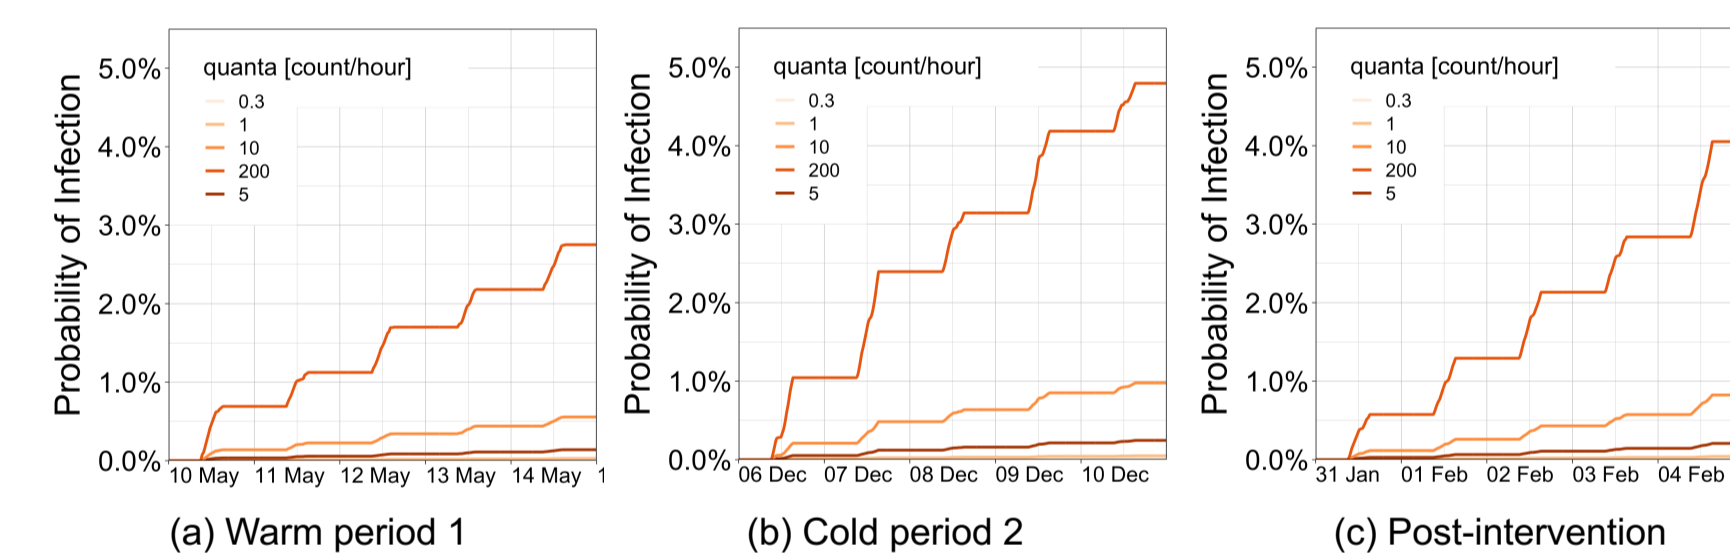 Probability of Infection
5.0%
4.0%
3.0%
2.0%
1.0%
0.0%
quanta [count/hour]
0.3
1
10
200
5
10 May 11 May 12 May 13 May 14 May 1
(a) Warm period 1
Probability of Infection
5.0%
4.0%
3.0%
2.0%
1.0%
0.0%
quanta [count/hour]
0.3
1
10
200
5
06 Dec 07 Dec 08 Dec 09 Dec 10 Dec
(b) Cold period 2
Probability of Infection
5.0%
4.0%
3.0%
2.0%
1.0%
0.0%
quanta [count/hour]
0.3
1
10
200
5
31 Jan 01 Feb 02 Feb 03 Feb 04 Feb
(c) Post-intervention